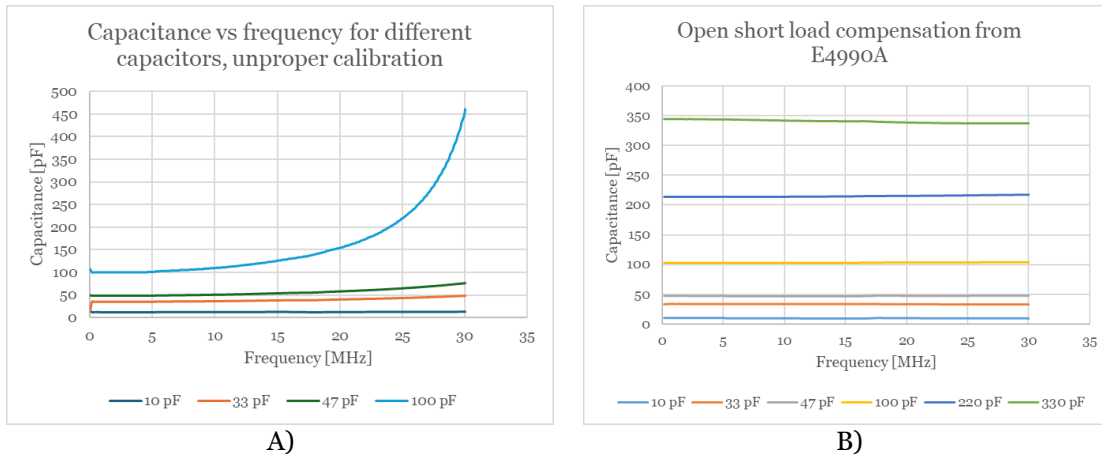 Capacitance vs frequency for different
capacitors, unproper calibration
Capacitance [pF]
500
450
400
350
300
250
200
150
100
50
0
0 5 10 15 20 25 30 35
Frequency [MHz]
10 pF 33 pF 47 pF 100 pF
A)
Open short load compensation from
E4990A
Capacitance [pF]
400
350
300
250
200
150
100
50
0
0 5 10 15 20 25 30 35
Frequency [MHz]
10 pF 33 pF 47 pF 100 pF 220 pF 330 pF
B)